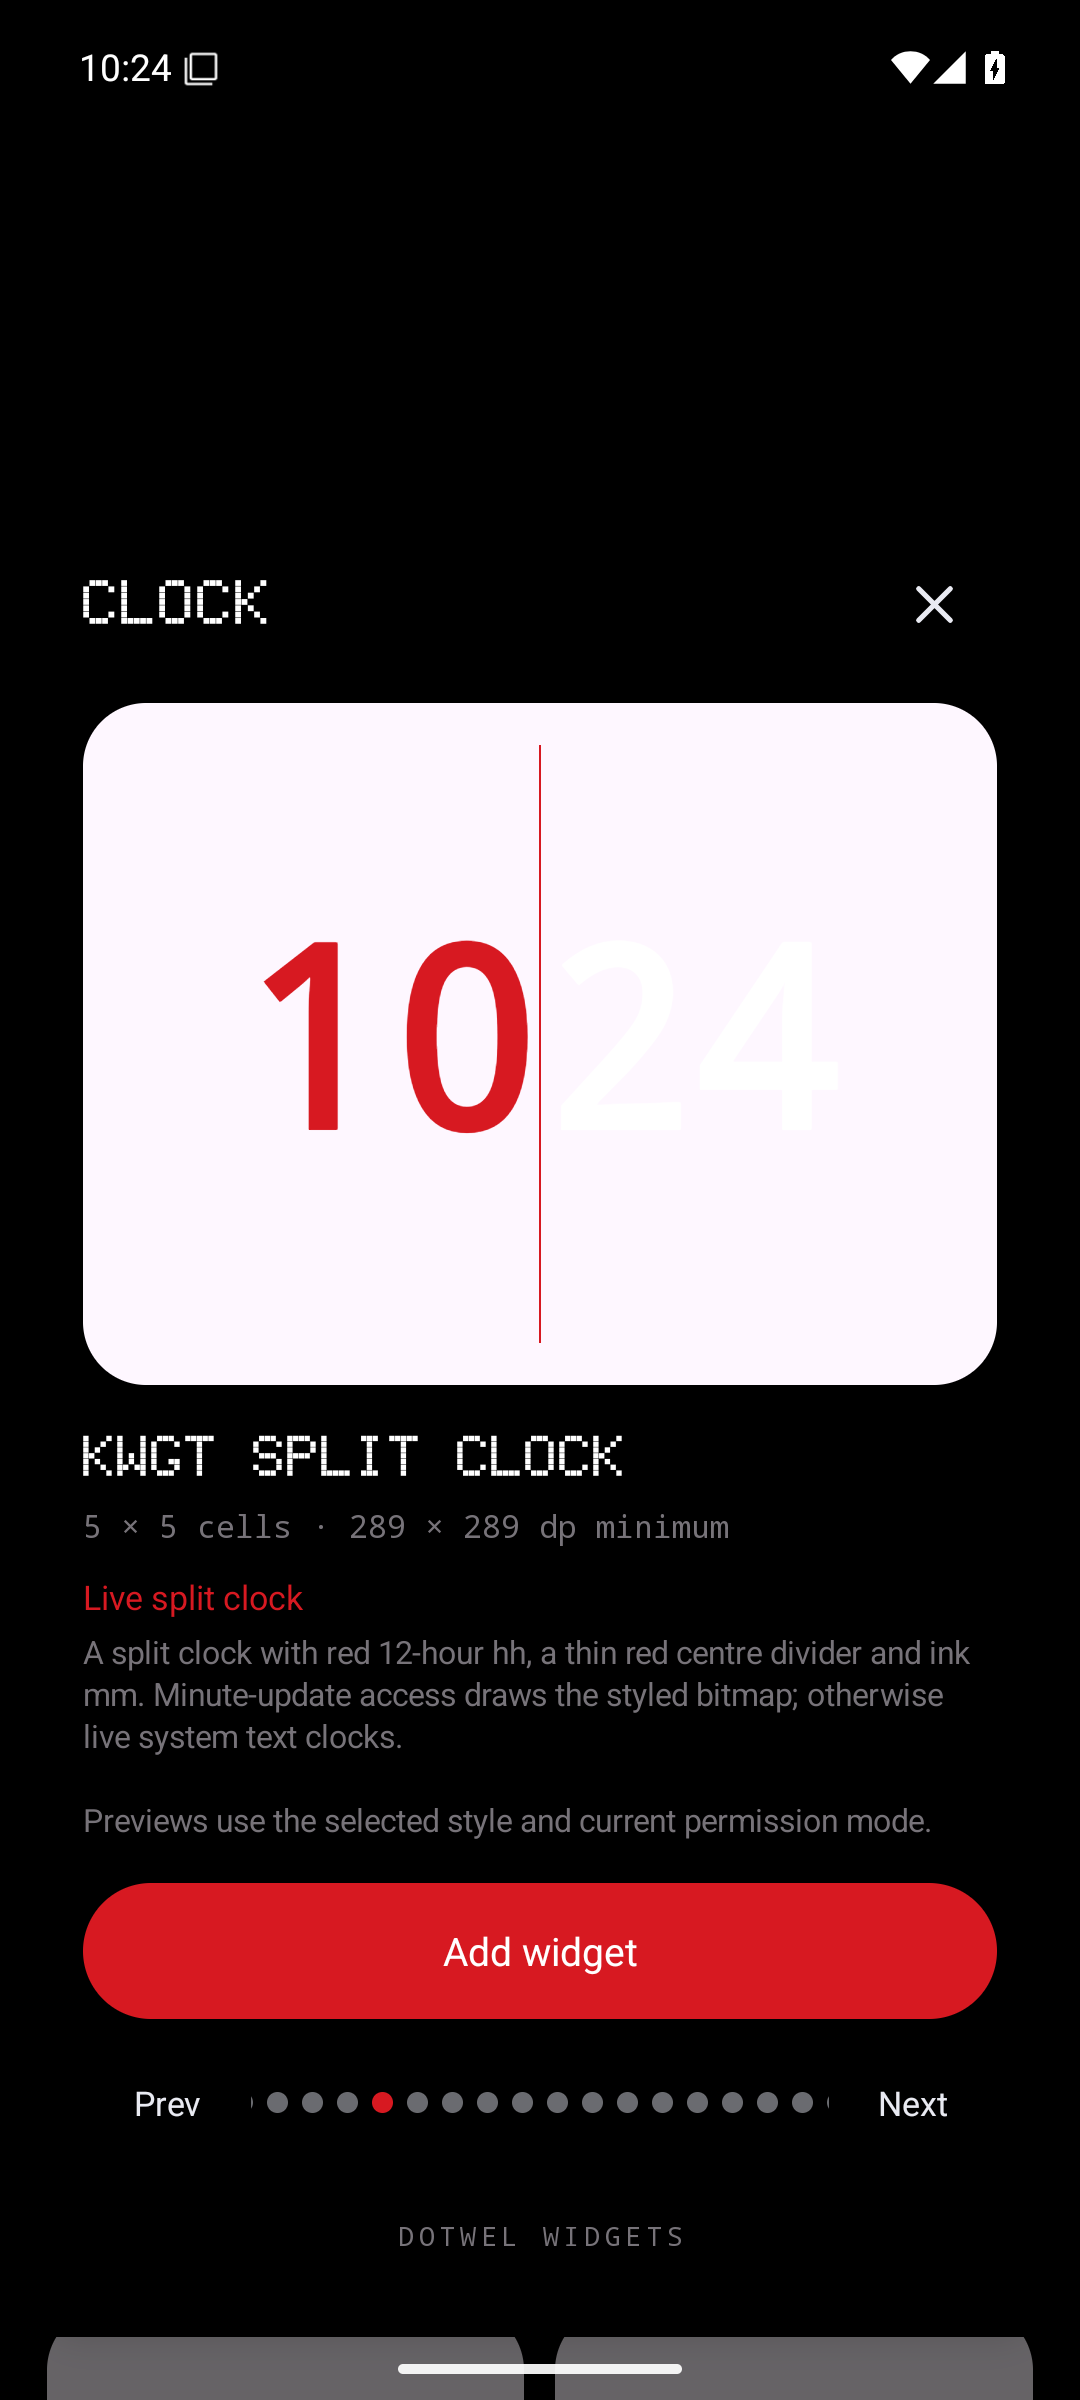 10:24
CLOCK
10 24
KWGT SPLIT CLOCK
5 × 5 cells · 289 × 289 dp minimum
Live split clock
A split clock with red 12-hour hh, a thin red centre divider and ink
mm. Minute-update access draws the styled bitmap; otherwise
live system text clocks.
Previews use the selected style and current permission mode.
Add widget
Prev
Next
DOTWEL WIDGETS